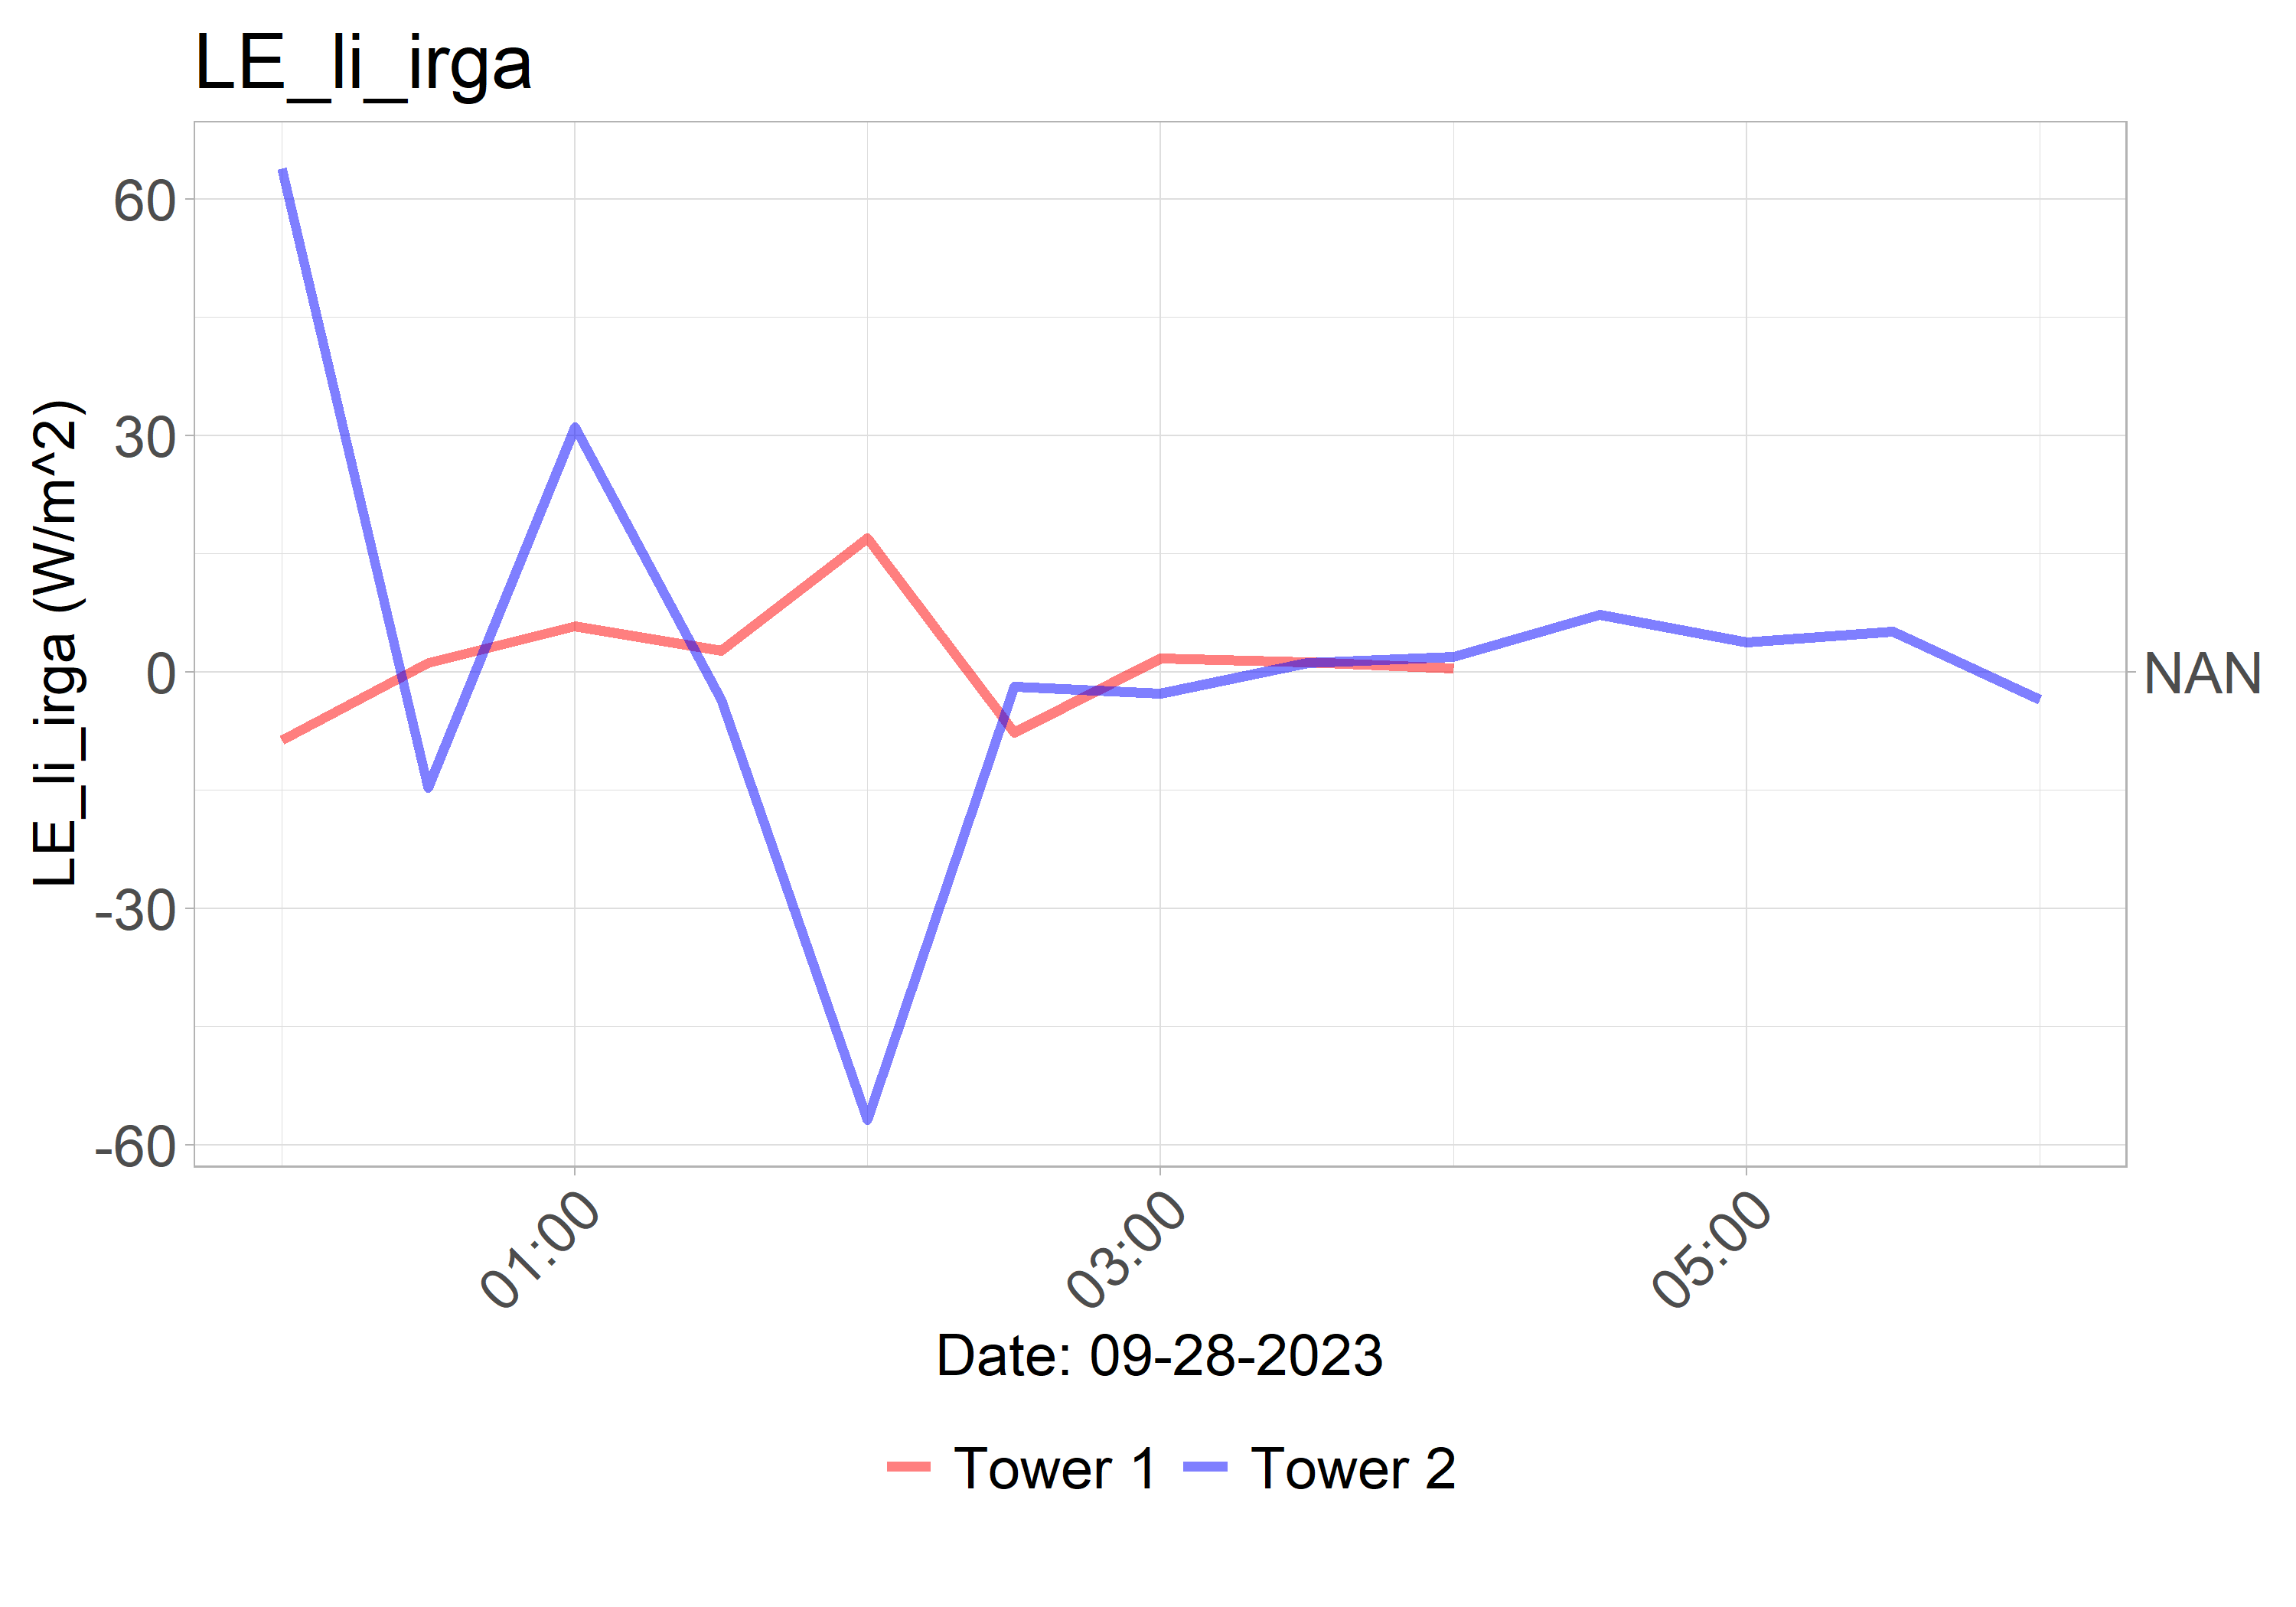 LE_li_irga
LE_li_irga (W/m^2)
60
30
0
-30
-60
NAN
01:00
03:00
05:00
Date: 09-28-2023
Tower 1
Tower 2